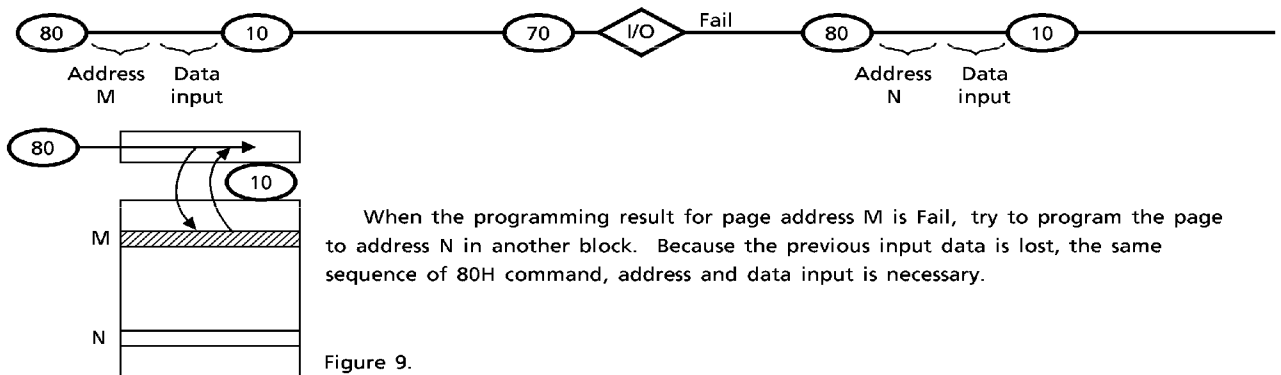 80 10 70 I/O Fail 80 10
Address Data Address Data
M input N input
80
10
When the programming result for page address M is Fail, try to program the page
M
to address N in another block. Because the previous input data is lost, the same
sequence of 80H command, address and data input is necessary.
N
Figure 9.